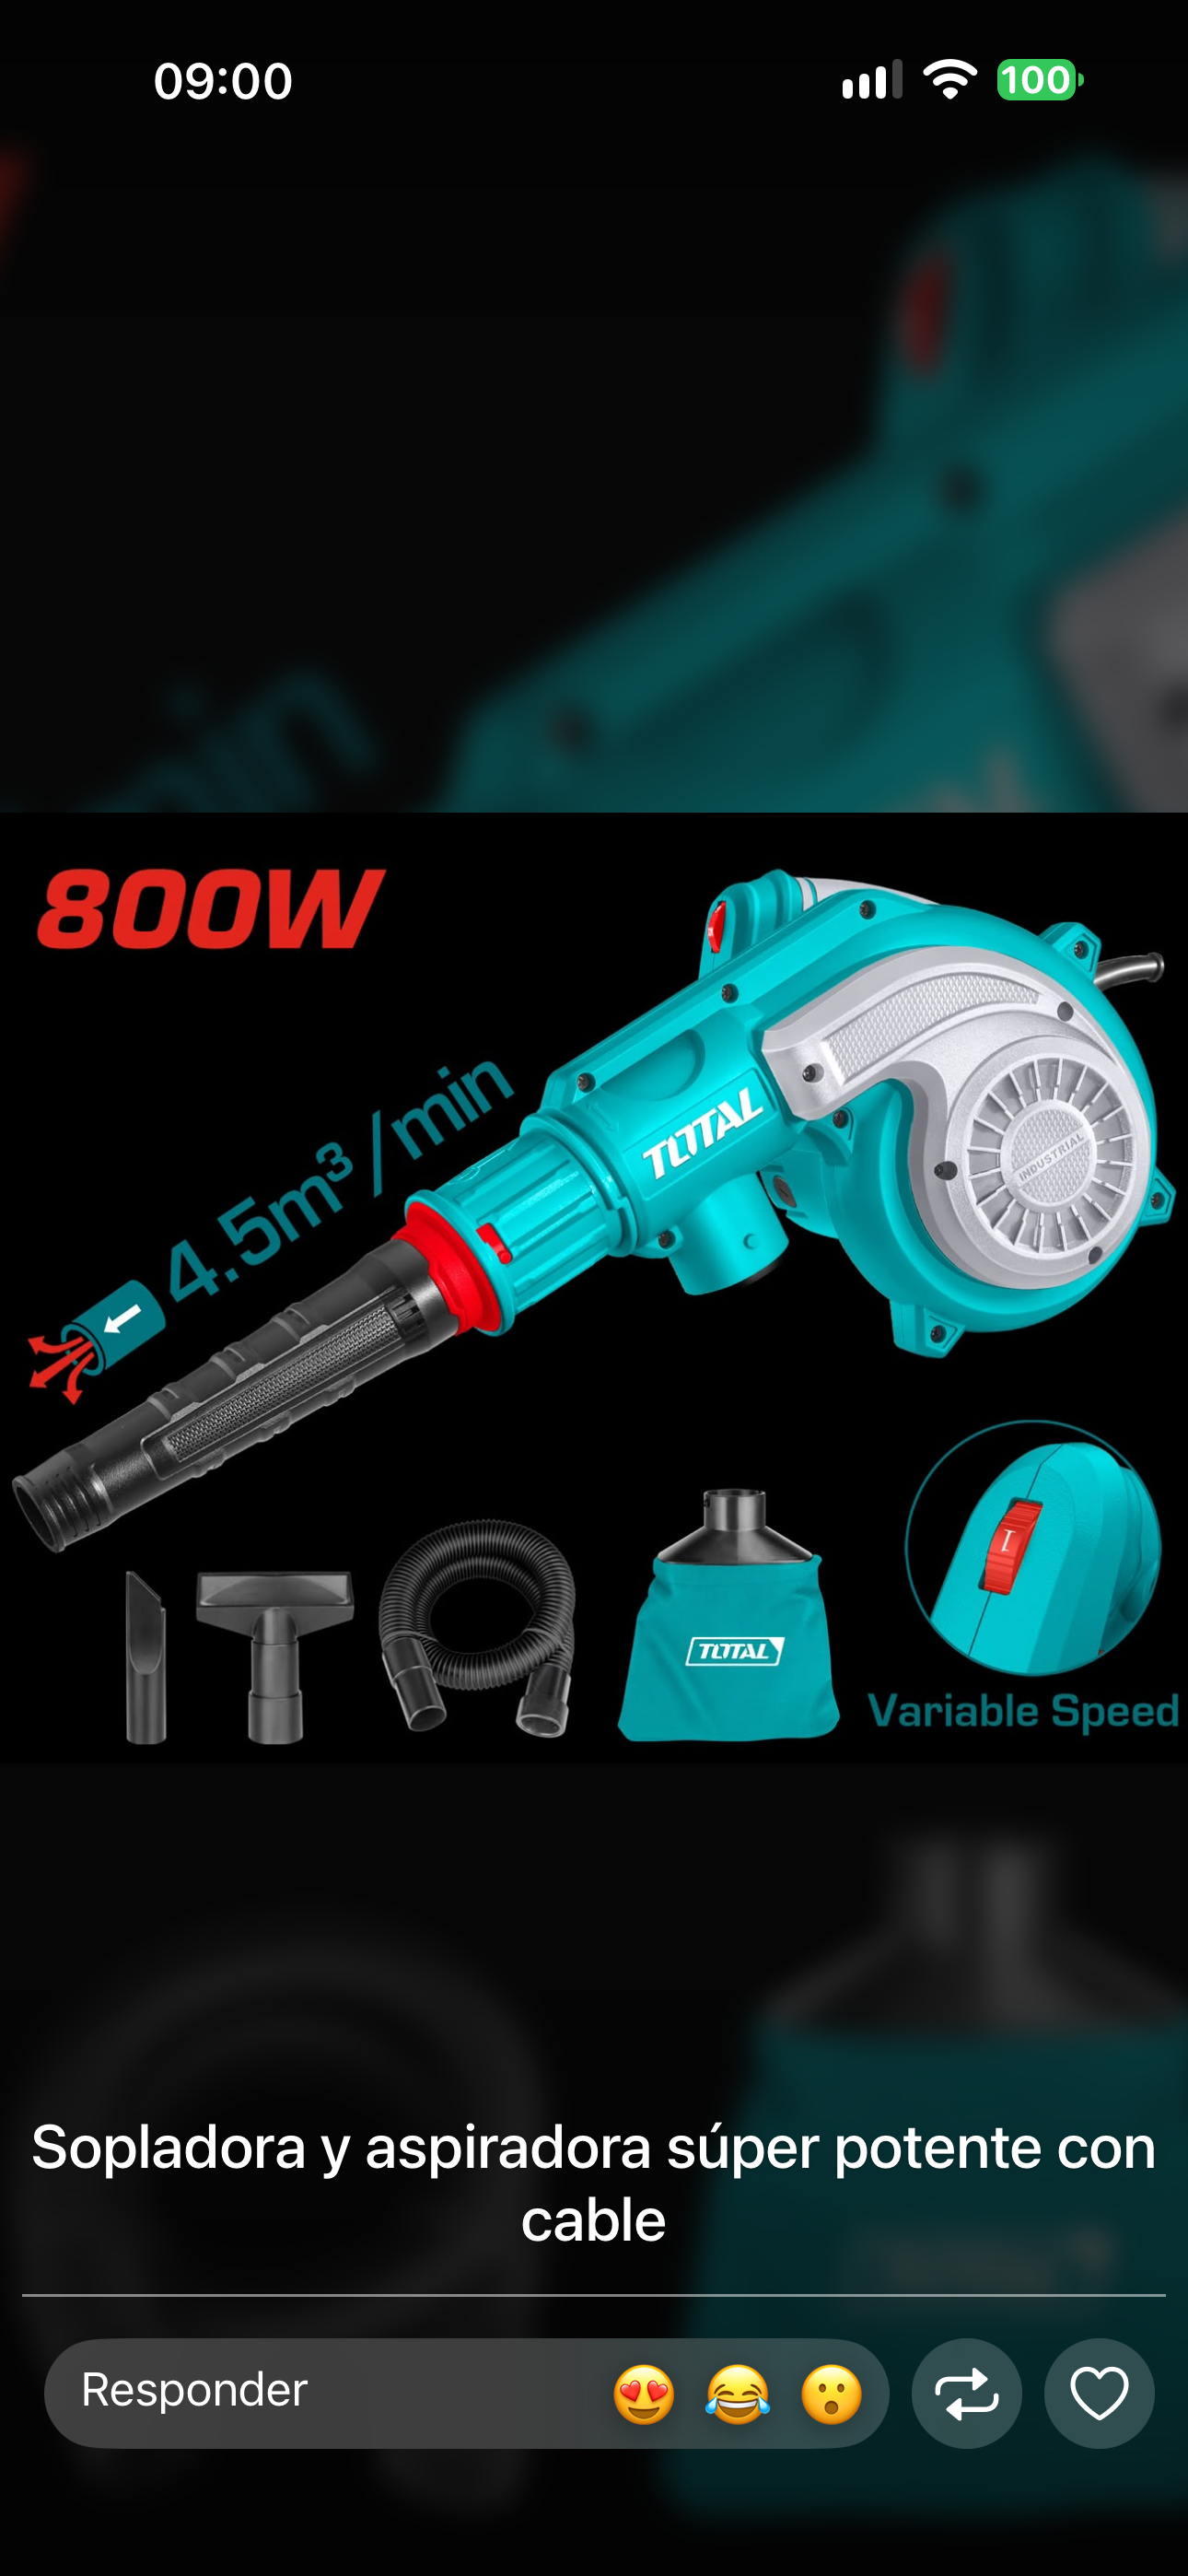 09:00
100
800W
4.5m³/min
TOTAL
INDUSTRIAL
TOTAL
Variable Speed
Sopladora y aspiradora súper potente con
cable
Responder